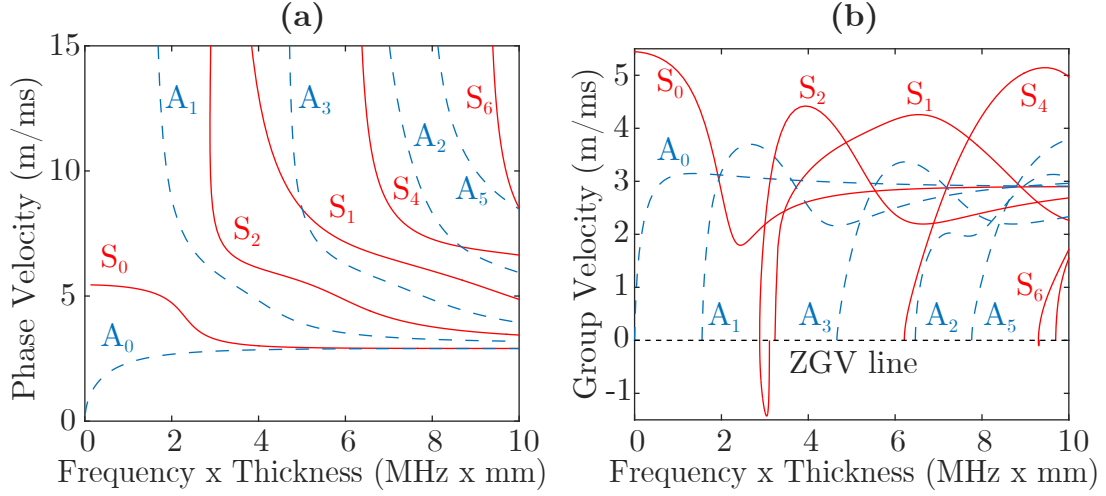 (a)
15
10
5
0
Phase Velocity (m/ms)
A1
A3
S6
A2
A5
S4
S1
S2
S0
A0
0 2 4 6 8 10
Frequency x Thickness (MHz x mm)
(b)
5
4
3
2
1
0
-1
Group Velocity (m/ms)
S0
S2
S1
S4
A0
A1
A3
A2
A5
S6
ZGV line
0 2 4 6 8 10
Frequency x Thickness (MHz x mm)